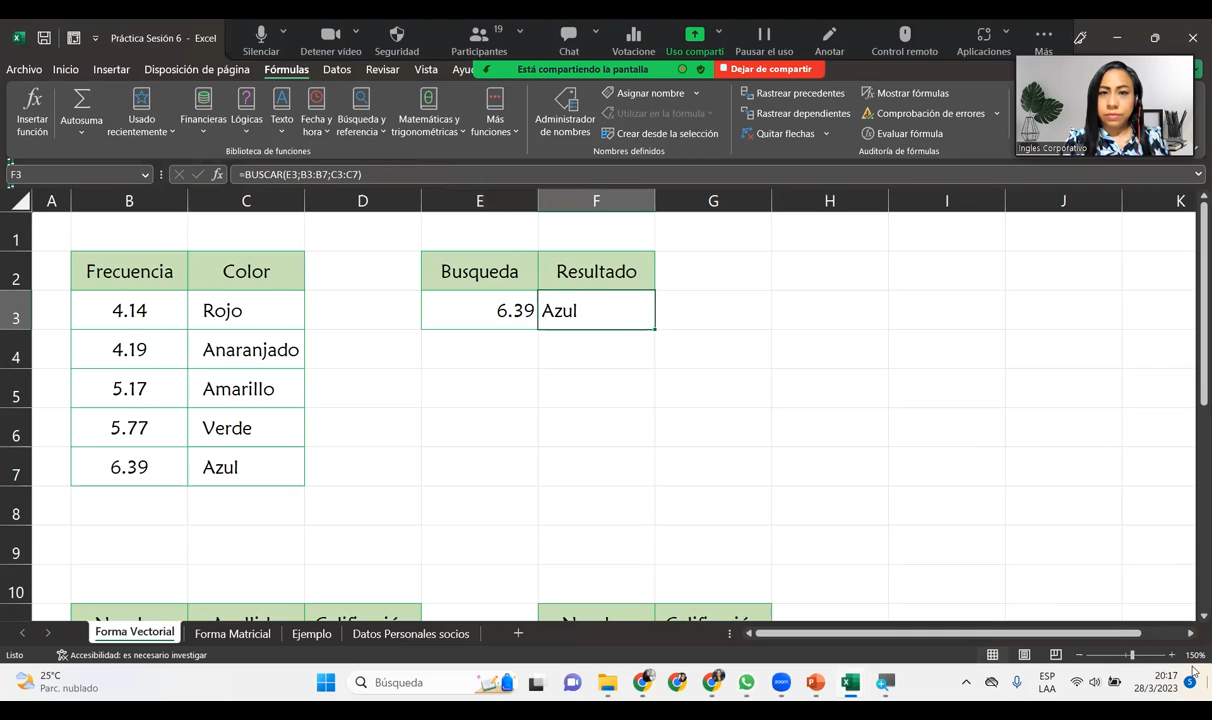 Práctica Sesión 6 - Excel
Silenciar
Detener vídeo
Seguridad
19
Participantes
Chat
Votacione
Uso comparti
Pausar el uso
Anotar
Control remoto
Aplicaciones
Más
Archivo Inicio Insertar Disposición de página Fórmulas Datos Revisar Vista Ayu
Está compartiendo la pantalla
Dejar de compartir
Insertar función
Autosuma
Usado recientemente
Financieras
Lógicas
Texto
Fecha y hora
Búsqueda y referencia
Matemáticas y trigonométricas
Más funciones
Biblioteca de funciones
Administrador de nombres
Asignar nombre
Utilizar en la fórmula
Crear desde la selección
Nombres definidos
Rastrear precedentes
Rastrear dependientes
Quitar flechas
Mostrar fórmulas
Comprobación de errores
Evaluar fórmula
Auditoría de fórmulas
Ingles Corporativo
F3
fx
=BUSCAR(E3;B3:B7;C3:C7)
A B C D E F G H I J K
1
2 Frecuencia Color Busqueda Resultado
3 4.14 Rojo 6.39 Azul
4 4.19 Anaranjado
5 5.17 Amarillo
6 5.77 Verde
7 6.39 Azul
8
9
10
Forma Vectorial Forma Matricial Ejemplo Datos Personales socios
Listo
Accesibilidad: es necesario investigar
150%
25°C
Parc. nublado
Búsqueda
zoom
ESP
LAA
20:17
28/3/2023
5